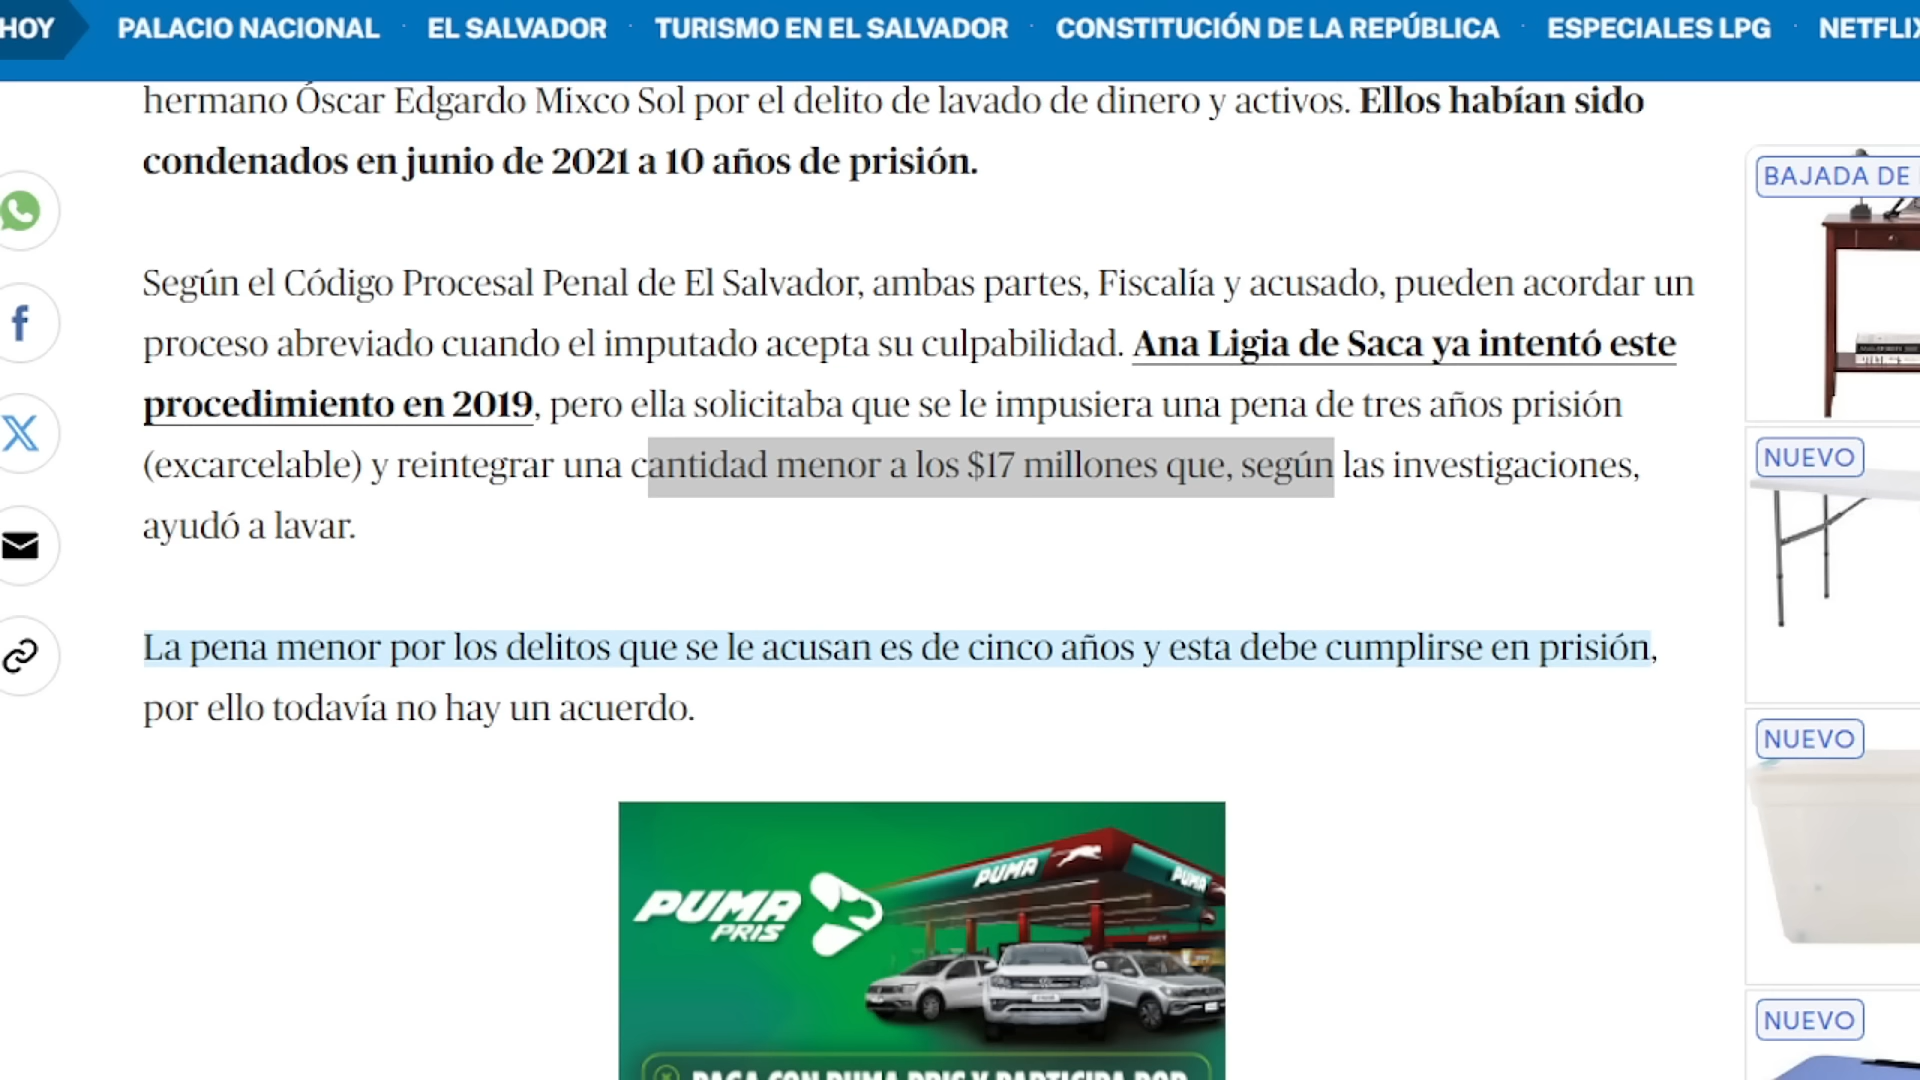 HOY
PALACIO NACIONAL · EL SALVADOR · TURISMO EN EL SALVADOR · CONSTITUCIÓN DE LA REPÚBLICA · ESPECIALES LPG ·
hermano Óscar Edgardo Mixco Sol por el delito de lavado de dinero y activos. Ellos habían sido
condenados en junio de 2021 a 10 años de prisión.
Según el Código Procesal Penal de El Salvador, ambas partes, Fiscalía y acusado, pueden acordar un
proceso abreviado cuando el imputado acepta su culpabilidad. Ana Ligia de Saca ya intentó este
procedimiento en 2019, pero ella solicitaba que se le impusiera una pena de tres años prisión
(excarcelable) y reintegrar una cantidad menor a los $17 millones que, según las investigaciones,
ayudó a lavar.
La pena menor por los delitos que se le acusan es de cinco años y esta debe cumplirse en prisión,
por ello todavía no hay un acuerdo.
BAJADA DE
NUEVO
NUEVO
NUEVO
PUMA
PRIS
PUMA
PUMA
PAGA CON PUMA PRIS Y PARTICIPA POR